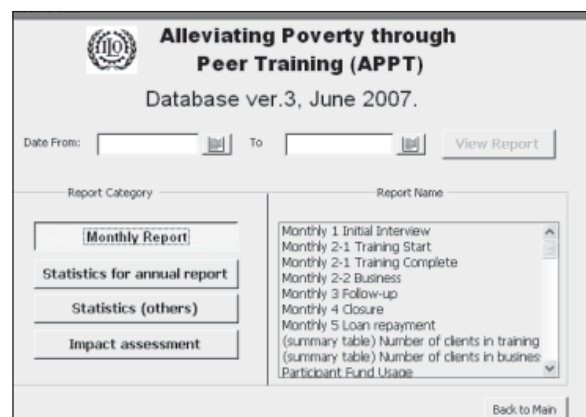 ILO
Alleviating Poverty through
Peer Training (APPT)
Database ver.3, June 2007.
Date From:
To
View Report
Report Category
Monthly Report
Statistics for annual report
Statistics (others)
Impact assessment
Report Name
Monthly 1 Initial Interview
Monthly 2-1 Training Start
Monthly 2-1 Training Complete
Monthly 2-2 Business
Monthly 3 Follow-up
Monthly 4 Closure
Monthly 5 Loan repayment
(summary table) Number of clients in training
(summary table) Number of clients in busines
Participant Fund Usage
Back to Main